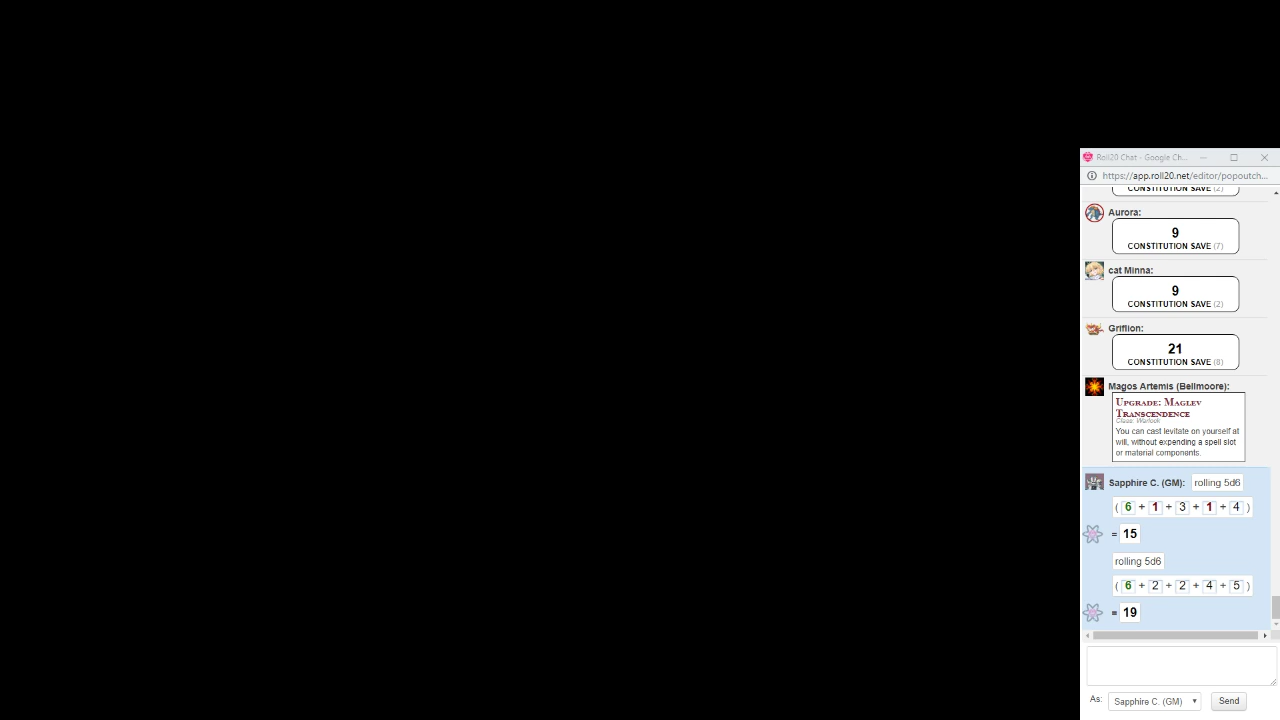 Roll20 Chat - Google Ch...
https://app.roll20.net/editor/popoutch...
CONSTITUTION SAVE (2)
Aurora:
9
CONSTITUTION SAVE (7)
cat Minna:
9
CONSTITUTION SAVE (2)
Griflion:
21
CONSTITUTION SAVE (8)
Magos Artemis (Bellmoore):
Upgrade: Maglev
Transcendence
Class: Warlock
You can cast levitate on yourself at
will, without expending a spell slot
or material components.
Sapphire C. (GM): rolling 5d6
( 6 + 1 + 3 + 1 + 4 )
= 15
rolling 5d6
( 6 + 2 + 2 + 4 + 5 )
= 19
As: Sapphire C. (GM) Send